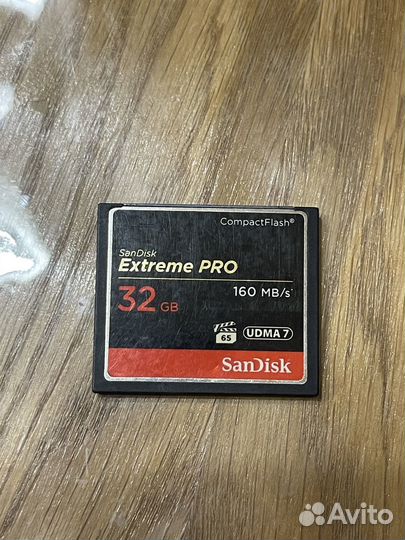 CompactFlash®
SanDisk
Extreme PRO
32 GB 160 MB/s
65 UDMA 7
SanDisk
Avito